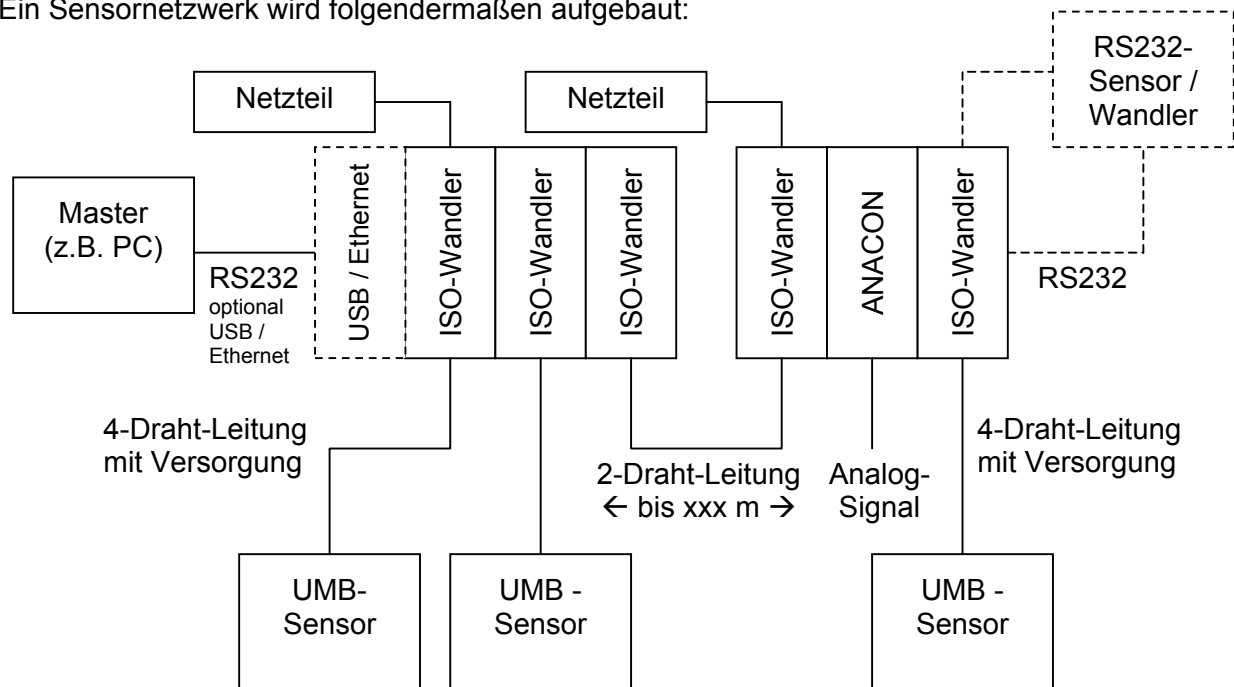 Ein Sensornetzwerk wird folgendermaßen aufgebaut:
RS232-
Sensor /
Wandler
Netzteil
Netzteil
Master
(z.B. PC)
RS232
optional
USB /
Ethernet
USB / Ethernet
ISO-Wandler
ISO-Wandler
ISO-Wandler
ISO-Wandler
ANACON
ISO-Wandler
RS232
4-Draht-Leitung
mit Versorgung
2-Draht-Leitung
← bis xxx m →
Analog-
Signal
4-Draht-Leitung
mit Versorgung
UMB-
Sensor
UMB -
Sensor
UMB -
Sensor